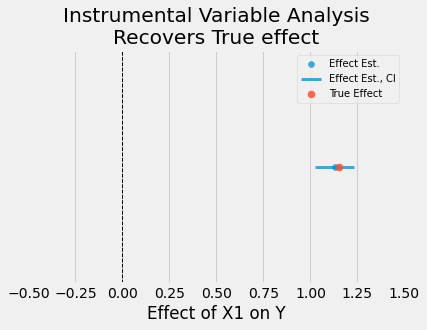 Instrumental Variable Analysis
Recovers True effect
Effect Est.
Effect Est., CI
True Effect
−0.50 −0.25 0.00 0.25 0.50 0.75 1.00 1.25 1.50
Effect of X1 on Y